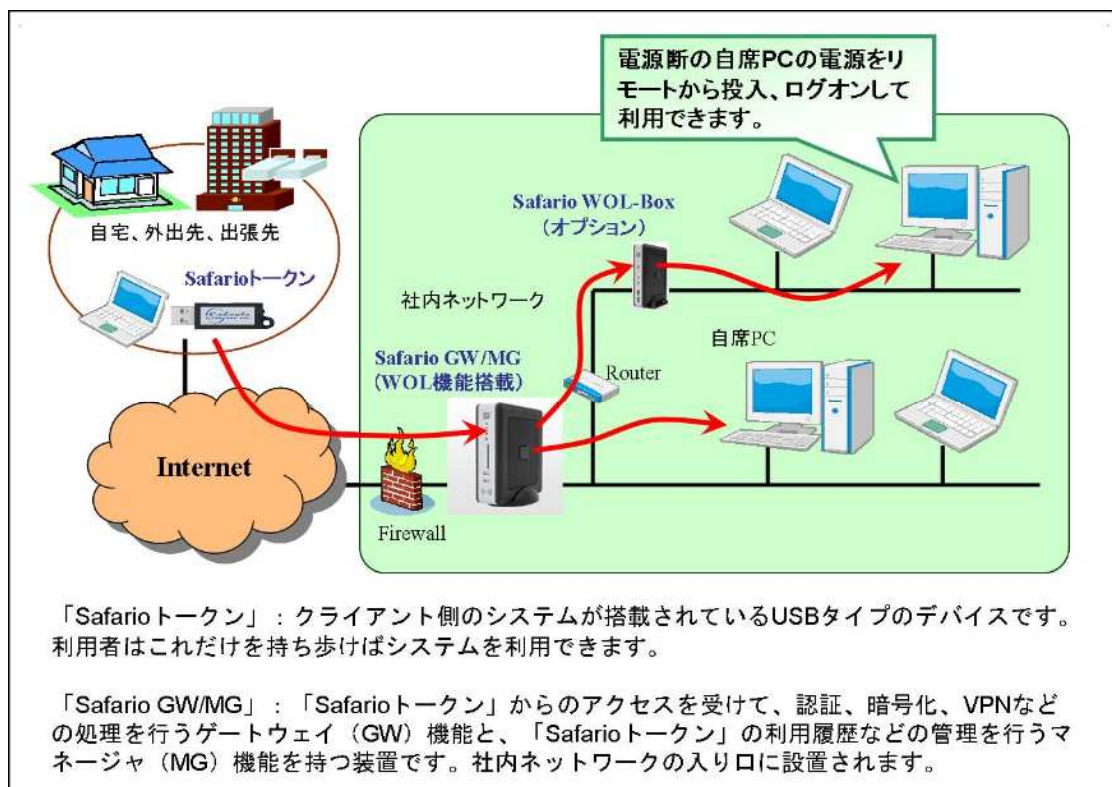 電源断の自席PCの電源をリ
モートから投入、ログオンして
利用できます。
自宅、外出先、出張先
Safarioトークン
Safario WOL-Box
（オプション）
社内ネットワーク
自席PC
Safario GW/MG
（WOL機能搭載）
Router
Internet
Firewall
「Safarioトークン」：クライアント側のシステムが搭載されているUSBタイプのデバイスです。
利用者はこれだけを持ち歩けばシステムを利用できます。
「Safario GW/MG」：「Safarioトークン」からのアクセスを受けて、認証、暗号化、VPNなど
の処理を行うゲートウェイ（GW）機能と、「Safarioトークン」の利用履歴などの管理を行うマ
ネージャ（MG）機能を持つ装置です。社内ネットワークの入り口に設置されます。